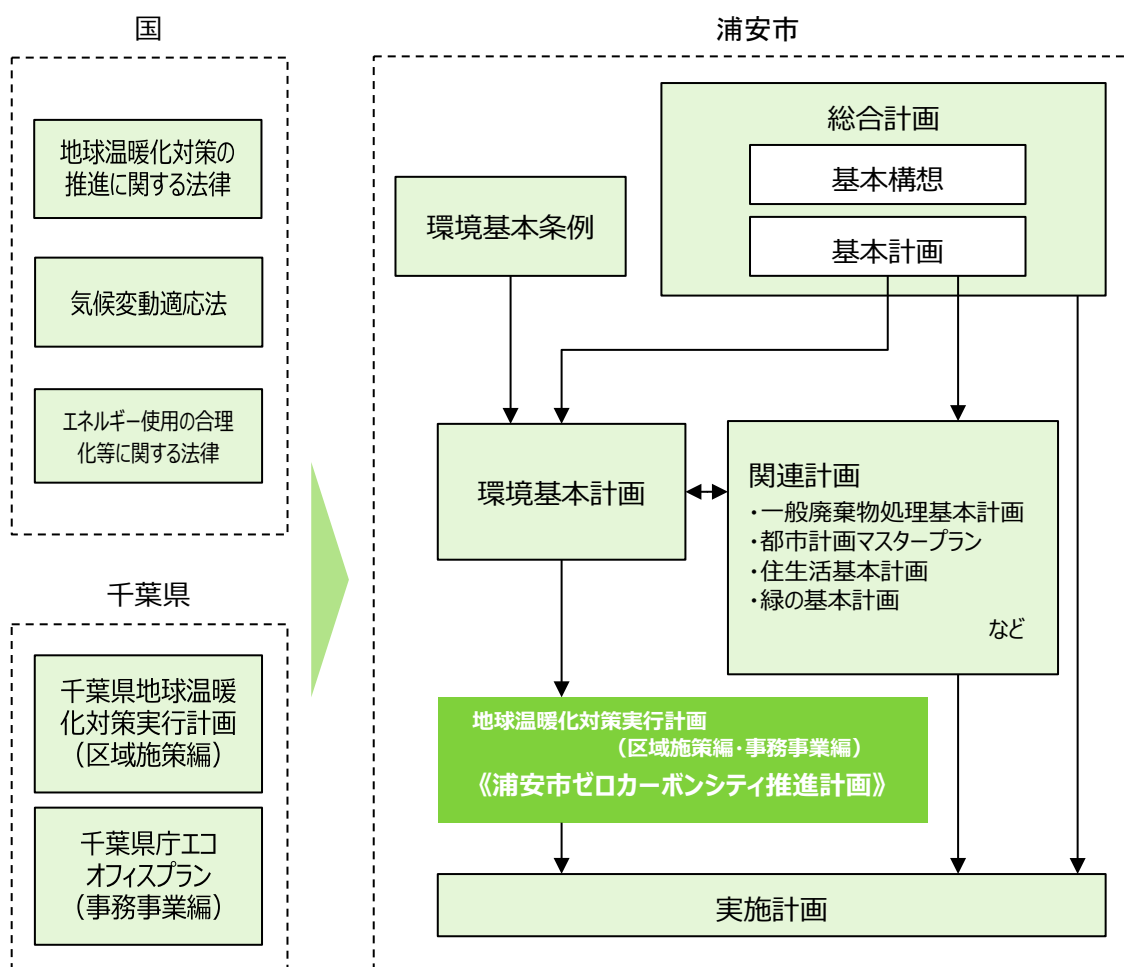 国
地球温暖化対策の
推進に関する法律
気候変動適応法
エネルギー使用の合理
化等に関する法律
千葉県
千葉県地球温暖
化対策実行計画
（区域施策編）
千葉県庁エコ
オフィスプラン
（事務事業編）
浦安市
総合計画
基本構想
基本計画
環境基本条例
環境基本計画
関連計画
・一般廃棄物処理基本計画
・都市計画マスタープラン
・住生活基本計画
・緑の基本計画
など
地球温暖化対策実行計画
（区域施策編・事務事業編）
《浦安市ゼロカーボンシティ推進計画》
実施計画